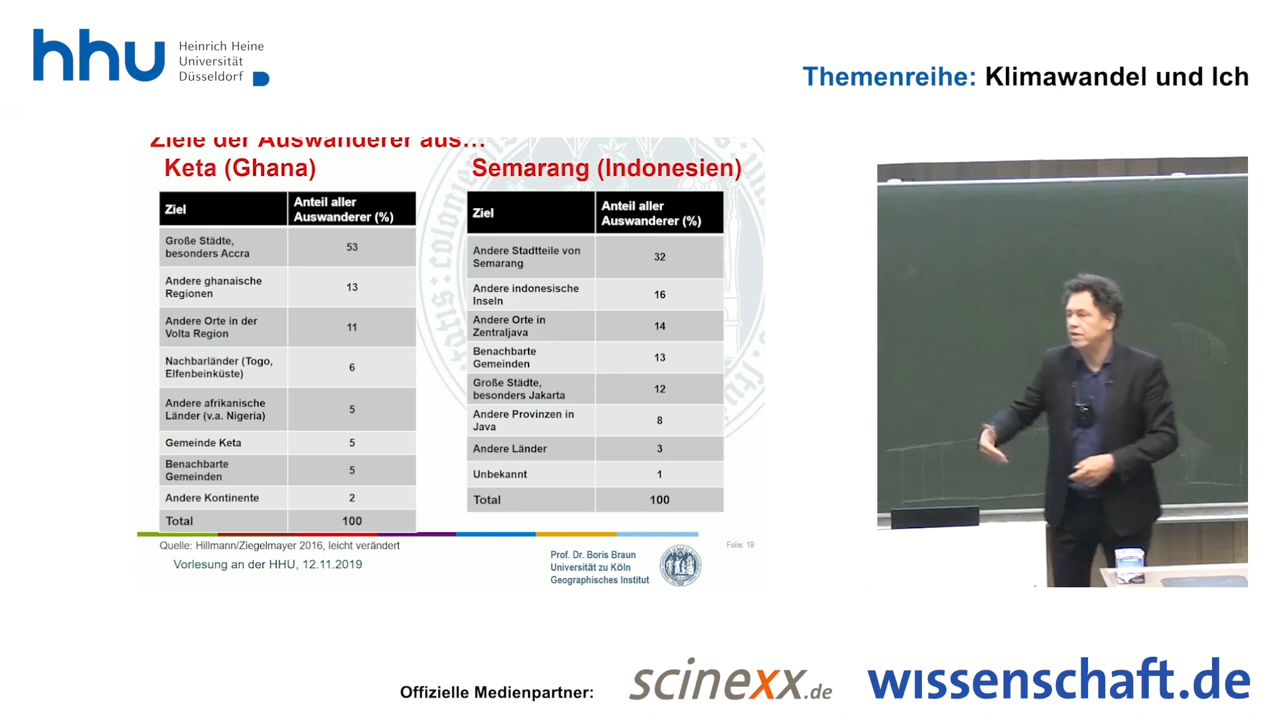 hhu
Heinrich Heine
Universität
Düsseldorf
Themenreihe: Klimawandel und Ich
Ziele der Auswanderer aus...
Keta (Ghana)
Ziel Anteil aller Auswanderer (%)
Große Städte, besonders Accra 53
Andere ghanaische Regionen 13
Andere Orte in der Volta Region 11
Nachbarländer (Togo, Elfenbeinküste) 6
Andere afrikanische Länder (v.a. Nigeria) 5
Gemeinde Keta 5
Benachbarte Gemeinden 5
Andere Kontinente 2
Total 100
Semarang (Indonesien)
Ziel Anteil aller Auswanderer (%)
Andere Stadtteile von Semarang 32
Andere indonesische Inseln 16
Andere Orte in Zentraljava 14
Benachbarte Gemeinden 13
Große Städte, besonders Jakarta 12
Andere Provinzen in Java 8
Andere Länder 3
Unbekannt 1
Total 100
Quelle: Hillmann/Ziegelmayer 2016, leicht verändert
Vorlesung an der HHU, 12.11.2019
Prof. Dr. Boris Braun
Universität zu Köln
Geographisches Institut
Folie: 19
Offizielle Medienpartner:
scinexx.de
wissenschaft.de